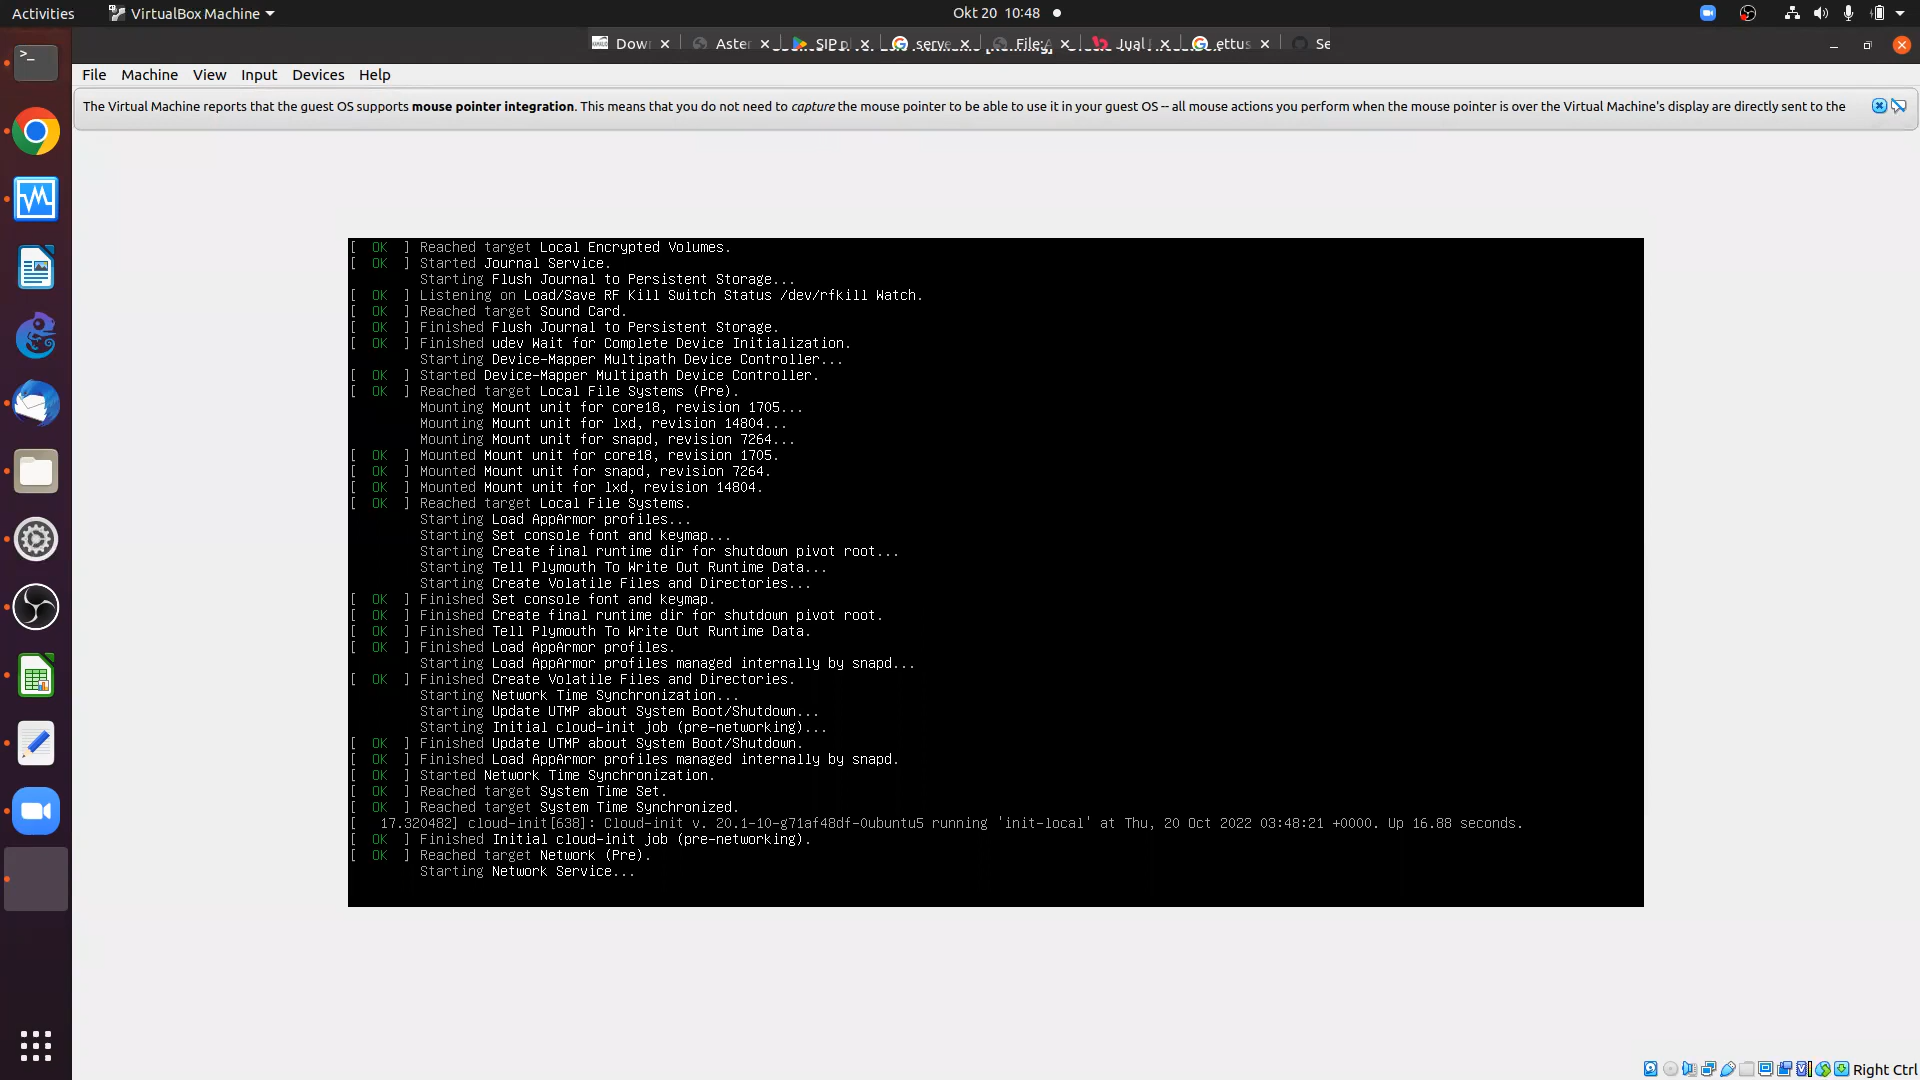 Activities
VirtualBox Machine
Okt 20 10:48
Dow
Aster
SIP p
serve
File:A
Jual
ettus
Se
File Machine View Input Devices Help
The Virtual Machine reports that the guest OS supports mouse pointer integration. This means that you do not need to capture the mouse pointer to be able to use it in your guest OS -- all mouse actions you perform when the mouse pointer is over the Virtual Machine's display are directly sent to the
[ OK ] Reached target Local Encrypted Volumes.
[ OK ] Started Journal Service.
Starting Flush Journal to Persistent Storage...
[ OK ] Listening on Load/Save RF Kill Switch Status /dev/rfkill Watch.
[ OK ] Reached target Sound Card.
[ OK ] Finished Flush Journal to Persistent Storage.
[ OK ] Finished udev Wait for Complete Device Initialization.
Starting Device-Mapper Multipath Device Controller...
[ OK ] Started Device-Mapper Multipath Device Controller.
[ OK ] Reached target Local File Systems (Pre).
Mounting Mount unit for core18, revision 1705...
Mounting Mount unit for lxd, revision 14804...
Mounting Mount unit for snapd, revision 7264...
[ OK ] Mounted Mount unit for core18, revision 1705.
[ OK ] Mounted Mount unit for snapd, revision 7264.
[ OK ] Mounted Mount unit for lxd, revision 14804.
[ OK ] Reached target Local File Systems.
Starting Load AppArmor profiles...
Starting Set console font and keymap...
Starting Create final runtime dir for shutdown pivot root...
Starting Tell Plymouth To Write Out Runtime Data...
Starting Create Volatile Files and Directories...
[ OK ] Finished Set console font and keymap.
[ OK ] Finished Create final runtime dir for shutdown pivot root.
[ OK ] Finished Tell Plymouth To Write Out Runtime Data.
[ OK ] Finished Load AppArmor profiles.
Starting Load AppArmor profiles managed internally by snapd...
[ OK ] Finished Create Volatile Files and Directories.
Starting Network Time Synchronization...
Starting Update UTMP about System Boot/Shutdown...
Starting Initial cloud-init job (pre-networking)...
[ OK ] Finished Update UTMP about System Boot/Shutdown.
[ OK ] Finished Load AppArmor profiles managed internally by snapd.
[ OK ] Started Network Time Synchronization.
[ OK ] Reached target System Time Set.
[ OK ] Reached target System Time Synchronized.
[ 17.320482] cloud-init[638]: Cloud-init v. 20.1-10-g71af48df-0ubuntu5 running 'init-local' at Thu, 20 Oct 2022 03:48:21 +0000. Up 16.88 seconds.
[ OK ] Finished Initial cloud-init job (pre-networking).
[ OK ] Reached target Network (Pre).
Starting Network Service...
Right Ctrl